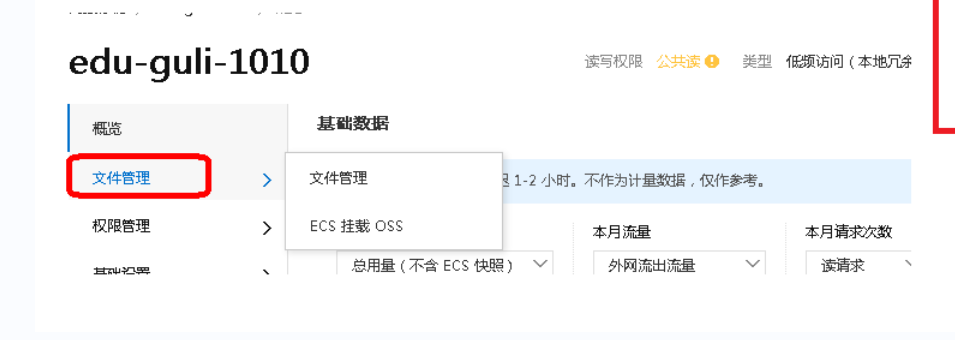 edu-guli-1010
读写权限 公共读 类型 低频访问 ( 本地冗余
概览
基础数据
文件管理
文件管理
1-2 小时。不作为计量数据，仅作参考。
权限管理
ECS 挂载 OSS
本月流量
本月请求次数
基础设置
总用量 ( 不含 ECS 快照 )
外网流出流量
读请求